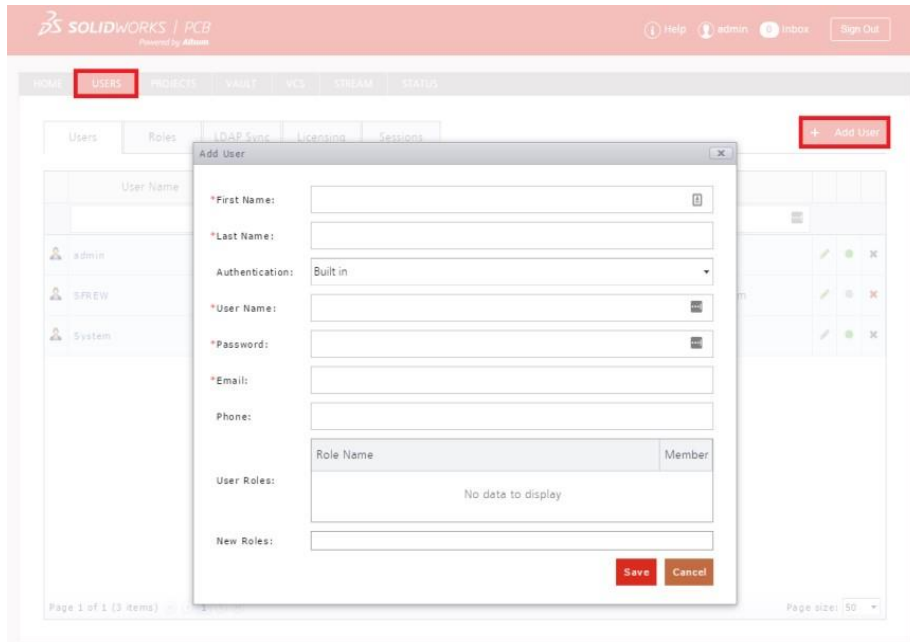 SOLIDWORKS | PCB
Powered by Altium
Help admin 0 Inbox Sign Out
HOME USERS PROJECTS VAULT VCS STREAM STATUS
Users Roles LDAP Sync Licensing Sessions + Add User
Add User
User Name
*First Name:
*Last Name:
admin
Authentication: Built in
SFREW
*User Name:
m
System
*Password:
*Email:
Phone:
Role Name Member
User Roles:
No data to display
New Roles:
Save Cancel
Page 1 of 1 (3 items) 1 Page size: 50